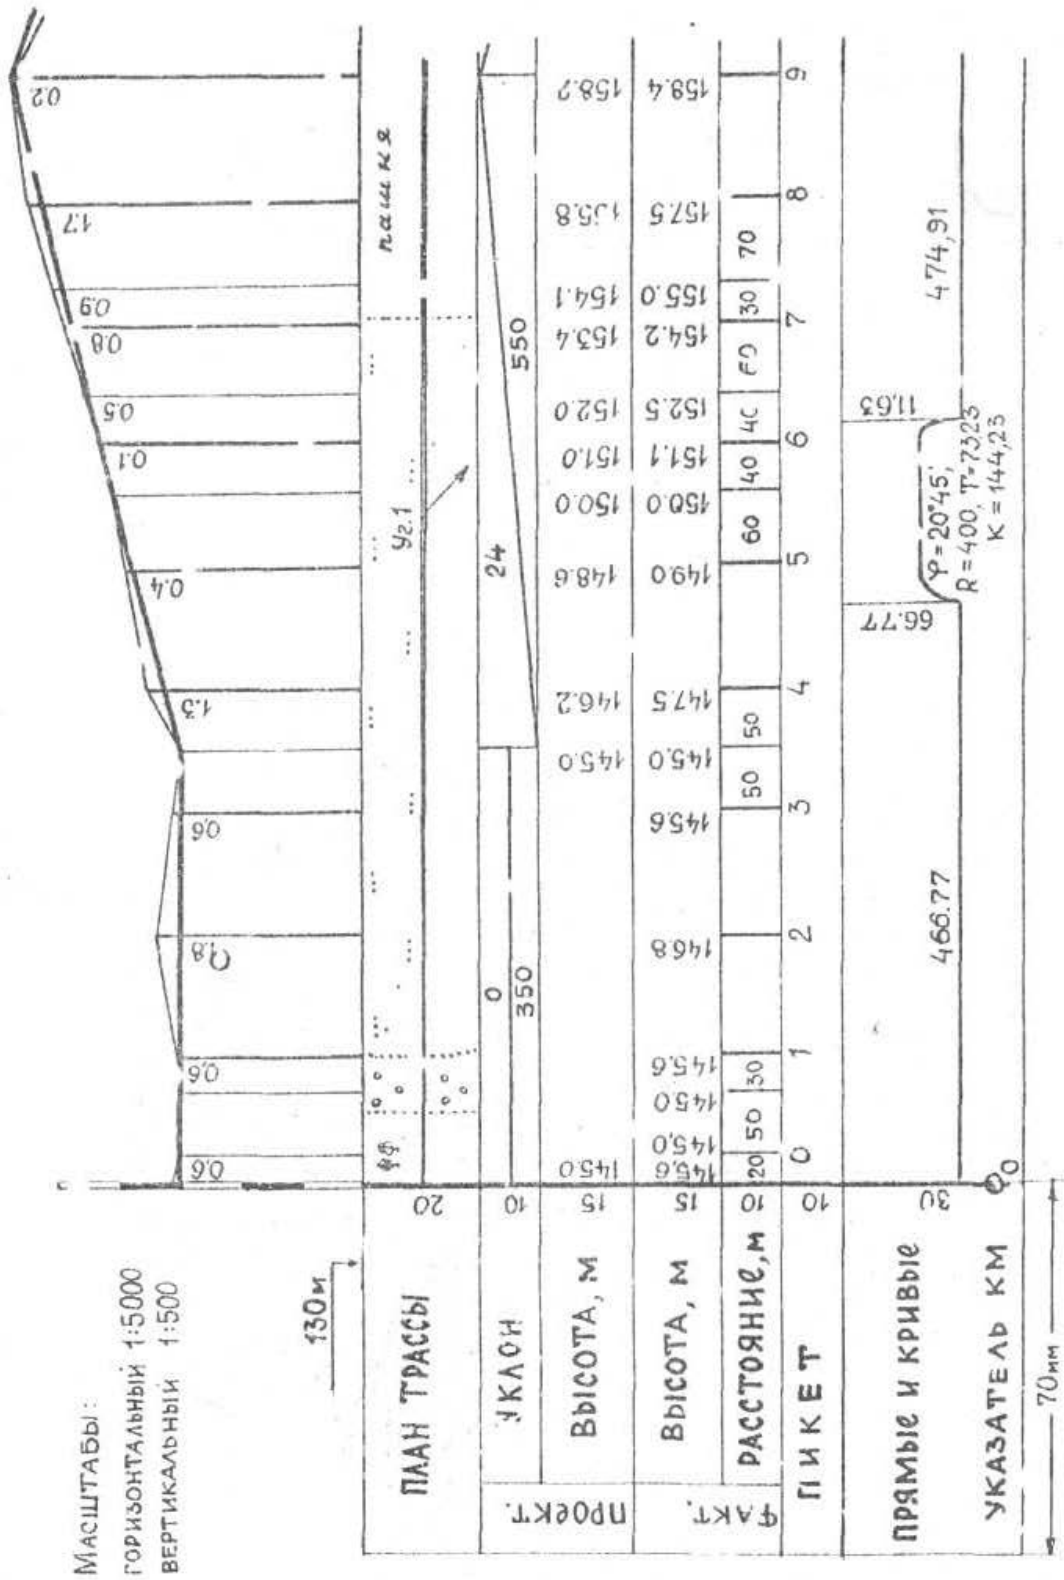 МАСШТАБЫ:
ГОРИЗОНТАЛЬНЫЙ 1:5000
ВЕРТИКАЛЬНЫЙ 1:500
130м
0.6 0,6 1.8 0.6 1.3 0.4 0.1 0.5 0.8 0.9 1.7 0.2
ПЛАН ТРАССЫ 20 Уг.1 пашня
ПРОЕКТ.
УКЛОН 10 0 350 24 550
ВЫСОТА, М 15 145.0 145.0 146.2 148.6 150.0 151.0 152.0 153.4 154.1 155.8 158.2
ФАКТ.
ВЫСОТА, М 15 145,6 145,0 145.0 145.6 146.8 145.6 145.0 147.5 149.0 150.0 151.1 152.5 154.2 155.0 157.5 158.4
РАССТОЯНИЕ, м 10 20 50 30 50 50 60 40 40 60 30 70
ПИКЕТ 10 0 1 2 3 4 5 6 7 8 9
ПРЯМЫЕ И КРИВЫЕ 30 466.77 66.77 11,63 474,91
φ=20°45',
R=400, Т=73,23
К=144,23
УКАЗАТЕЛЬ КМ 0
70мм